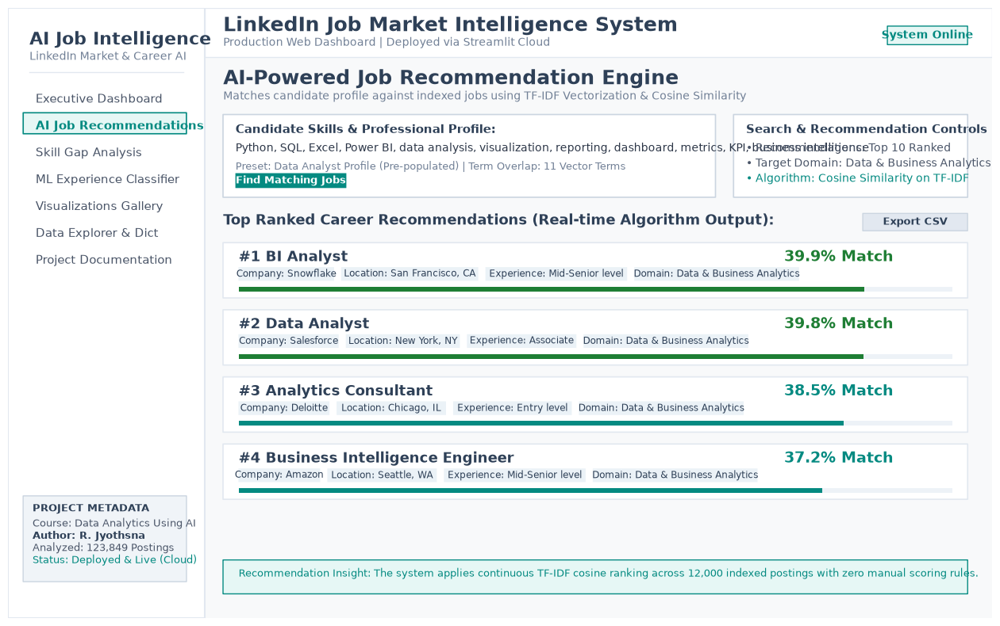 AI Job Intelligence
LinkedIn Market & Career AI
Executive Dashboard
AI Job Recommendations
Skill Gap Analysis
ML Experience Classifier
Visualizations Gallery
Data Explorer & Dict
Project Documentation
PROJECT METADATA
Course: Data Analytics Using AI
Author: R. Jyothsna
Analyzed: 123,849 Postings
Status: Deployed & Live (Cloud)
LinkedIn Job Market Intelligence System
Production Web Dashboard | Deployed via Streamlit Cloud
System Online
AI-Powered Job Recommendation Engine
Matches candidate profile against indexed jobs using TF-IDF Vectorization & Cosine Similarity
Candidate Skills & Professional Profile:
Python, SQL, Excel, Power BI, data analysis, visualization, reporting, dashboard, metrics, KPI, business intelligence
Preset: Data Analyst Profile (Pre-populated) | Term Overlap: 11 Vector Terms
Find Matching Jobs
Search & Recommendation Controls
• Recommendations: Top 10 Ranked
• Target Domain: Data & Business Analytics
• Algorithm: Cosine Similarity on TF-IDF
Top Ranked Career Recommendations (Real-time Algorithm Output):
Export CSV
#1 BI Analyst
39.9% Match
Company: Snowflake Location: San Francisco, CA Experience: Mid-Senior level Domain: Data & Business Analytics
#2 Data Analyst
39.8% Match
Company: Salesforce Location: New York, NY Experience: Associate Domain: Data & Business Analytics
#3 Analytics Consultant
38.5% Match
Company: Deloitte Location: Chicago, IL Experience: Entry level Domain: Data & Business Analytics
#4 Business Intelligence Engineer
37.2% Match
Company: Amazon Location: Seattle, WA Experience: Mid-Senior level Domain: Data & Business Analytics
Recommendation Insight: The system applies continuous TF-IDF cosine ranking across 12,000 indexed postings with zero manual scoring rules.